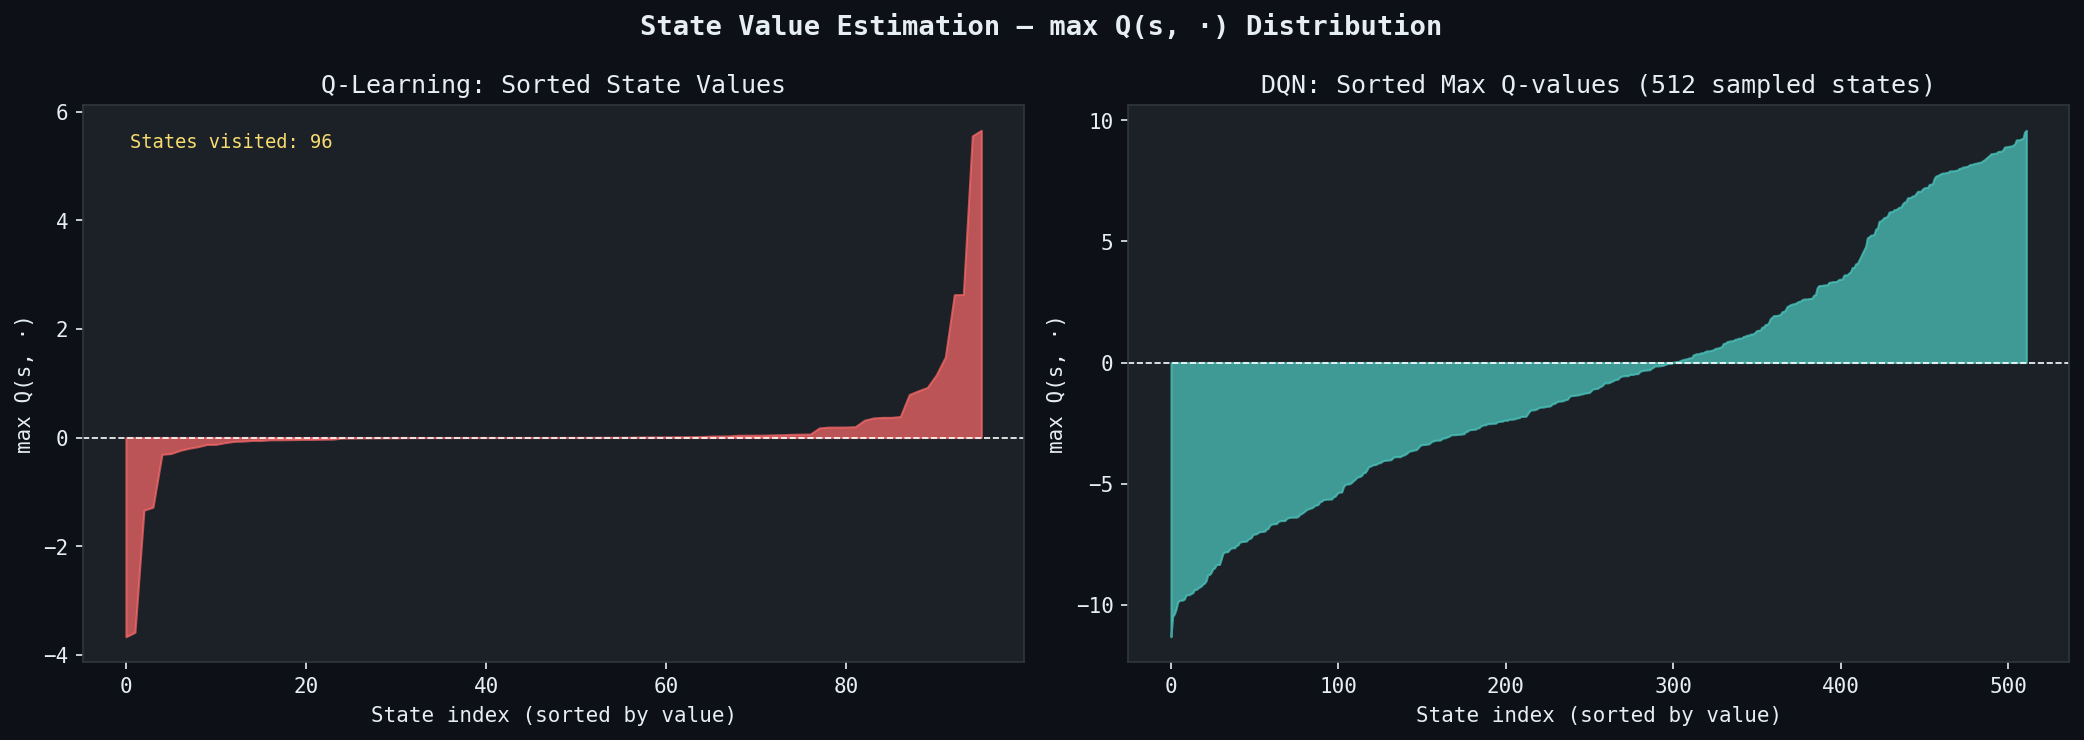 State Value Estimation — max Q(s, ·) Distribution
Q-Learning: Sorted State Values
6
4
2
0
−2
−4
max Q(s, ·)
States visited: 96
0 20 40 60 80
State index (sorted by value)
DQN: Sorted Max Q-values (512 sampled states)
10
5
0
−5
−10
max Q(s, ·)
0 100 200 300 400 500
State index (sorted by value)